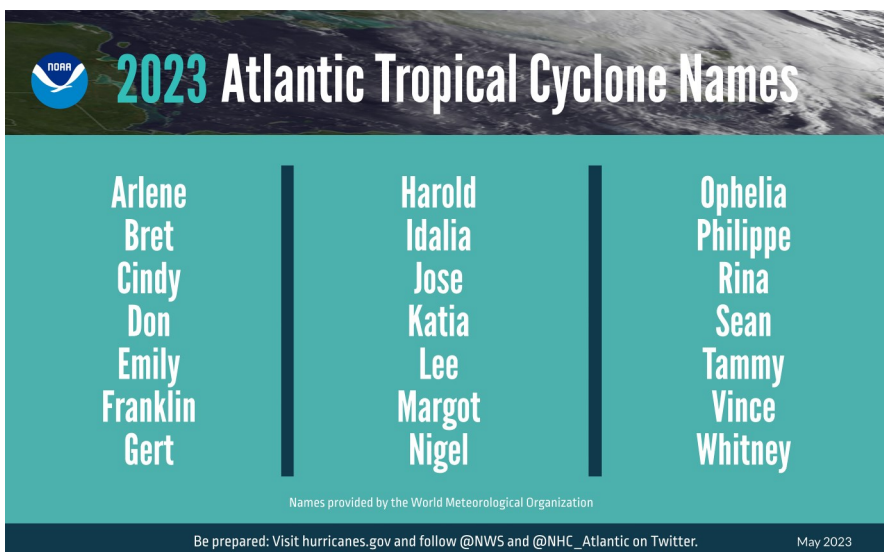 NOAA
2023 Atlantic Tropical Cyclone Names
Arlene
Bret
Cindy
Don
Emily
Franklin
Gert
Harold
Idalia
Jose
Katia
Lee
Margot
Nigel
Ophelia
Philippe
Rina
Sean
Tammy
Vince
Whitney
Names provided by the World Meteorological Organization
Be prepared: Visit hurricanes.gov and follow @NWS and @NHC_Atlantic on Twitter.
May 2023